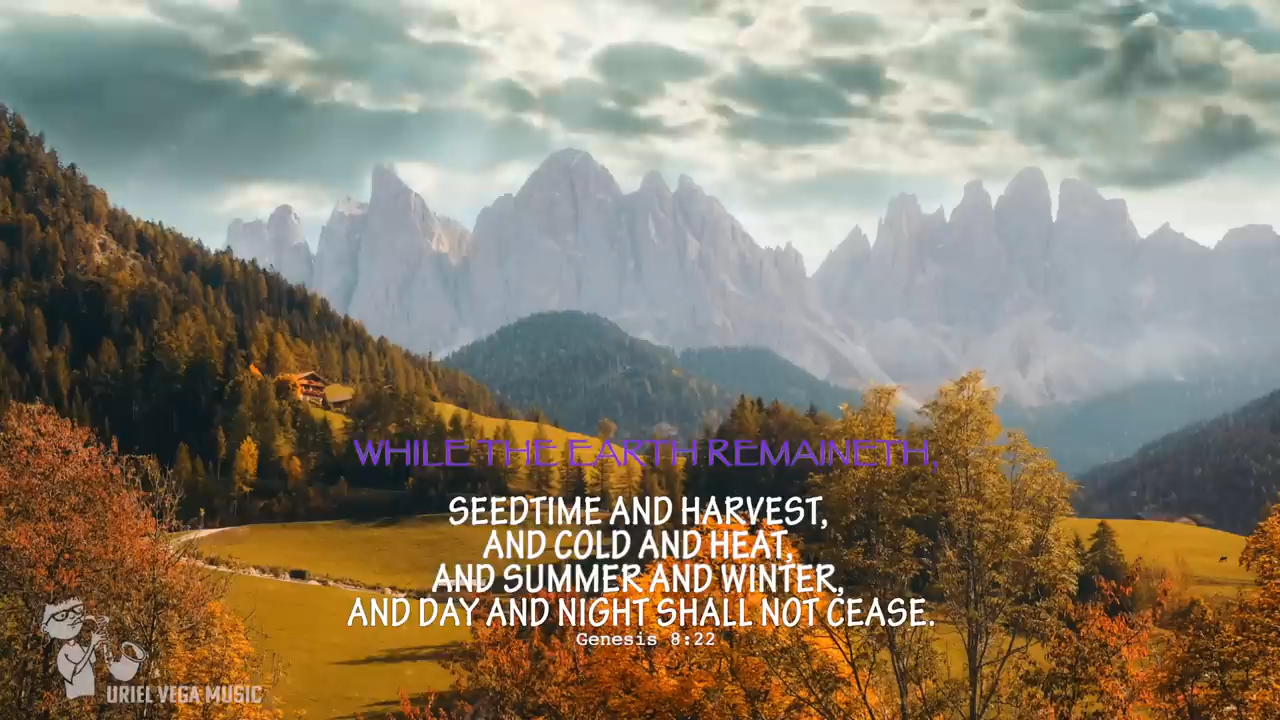 WHILE THE EARTH REMAINETH,
SEEDTIME AND HARVEST,
AND COLD AND HEAT,
AND SUMMER AND WINTER,
AND DAY AND NIGHT SHALL NOT CEASE.
Genesis 8:22
URIEL VEGA MUSIC